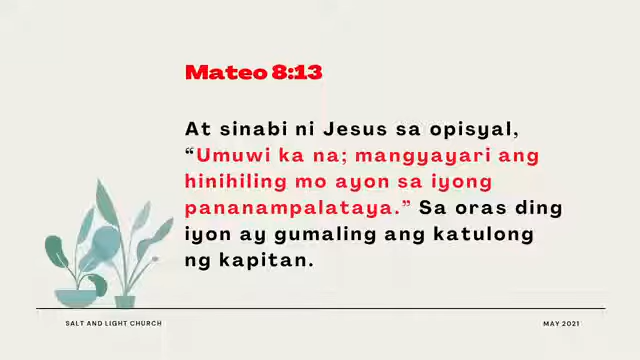 Mateo 8:13
At sinabi ni Jesus sa opisyal,
“Umuwi ka na; mangyayari ang
hinihiling mo ayon sa iyong
pananampalataya.” Sa oras ding
iyon ay gumaling ang katulong
ng kapitan.
SALT AND LIGHT CHURCH
MAY 2021